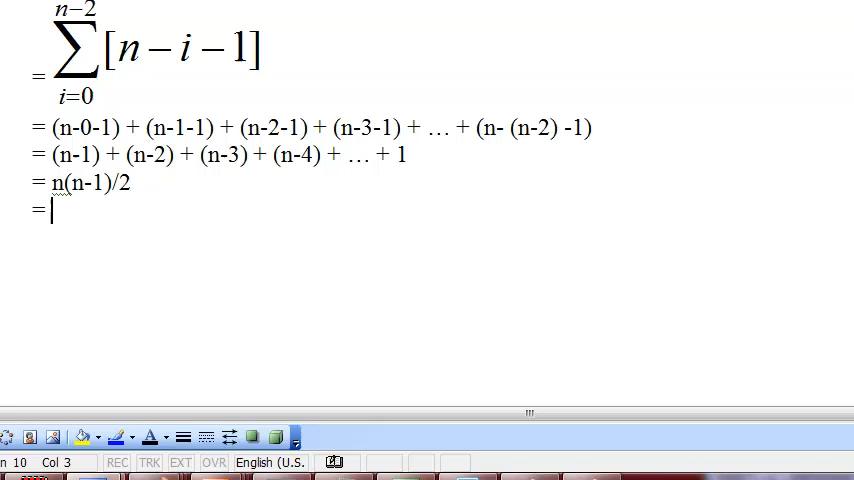 n−2
= ∑ [n − i − 1]
i=0
= (n-0-1) + (n-1-1) + (n-2-1) + (n-3-1) + … + (n- (n-2) -1)
= (n-1) + (n-2) + (n-3) + (n-4) + … + 1
= n(n-1)/2
=
n 10 Col 3 REC TRK EXT OVR English (U.S.